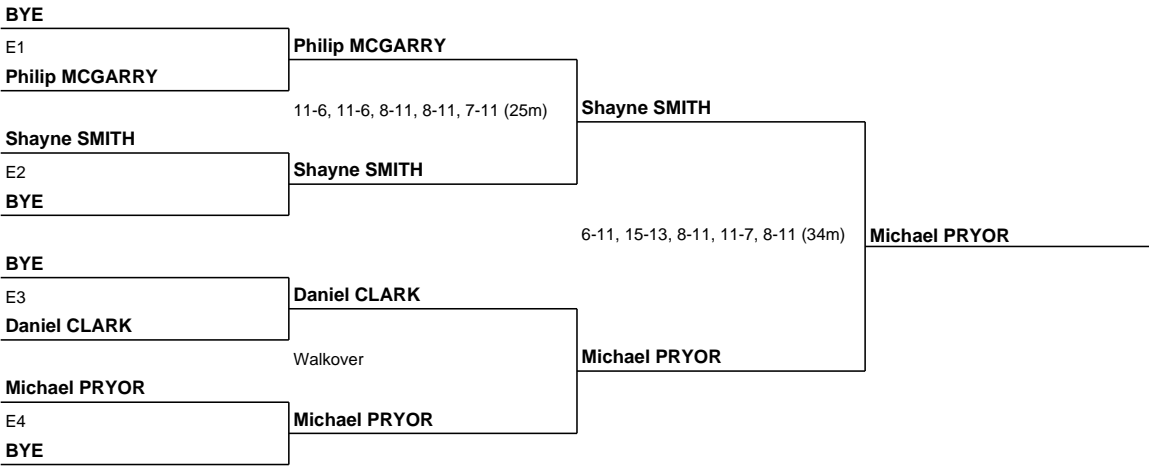 BYE
E1
Philip MCGARRY
Philip MCGARRY
11-6, 11-6, 8-11, 8-11, 7-11 (25m)
Shayne SMITH
Shayne SMITH
E2
Shayne SMITH
BYE
6-11, 15-13, 8-11, 11-7, 8-11 (34m)
Michael PRYOR
BYE
E3
Daniel CLARK
Daniel CLARK
Walkover
Michael PRYOR
Michael PRYOR
E4
Michael PRYOR
BYE